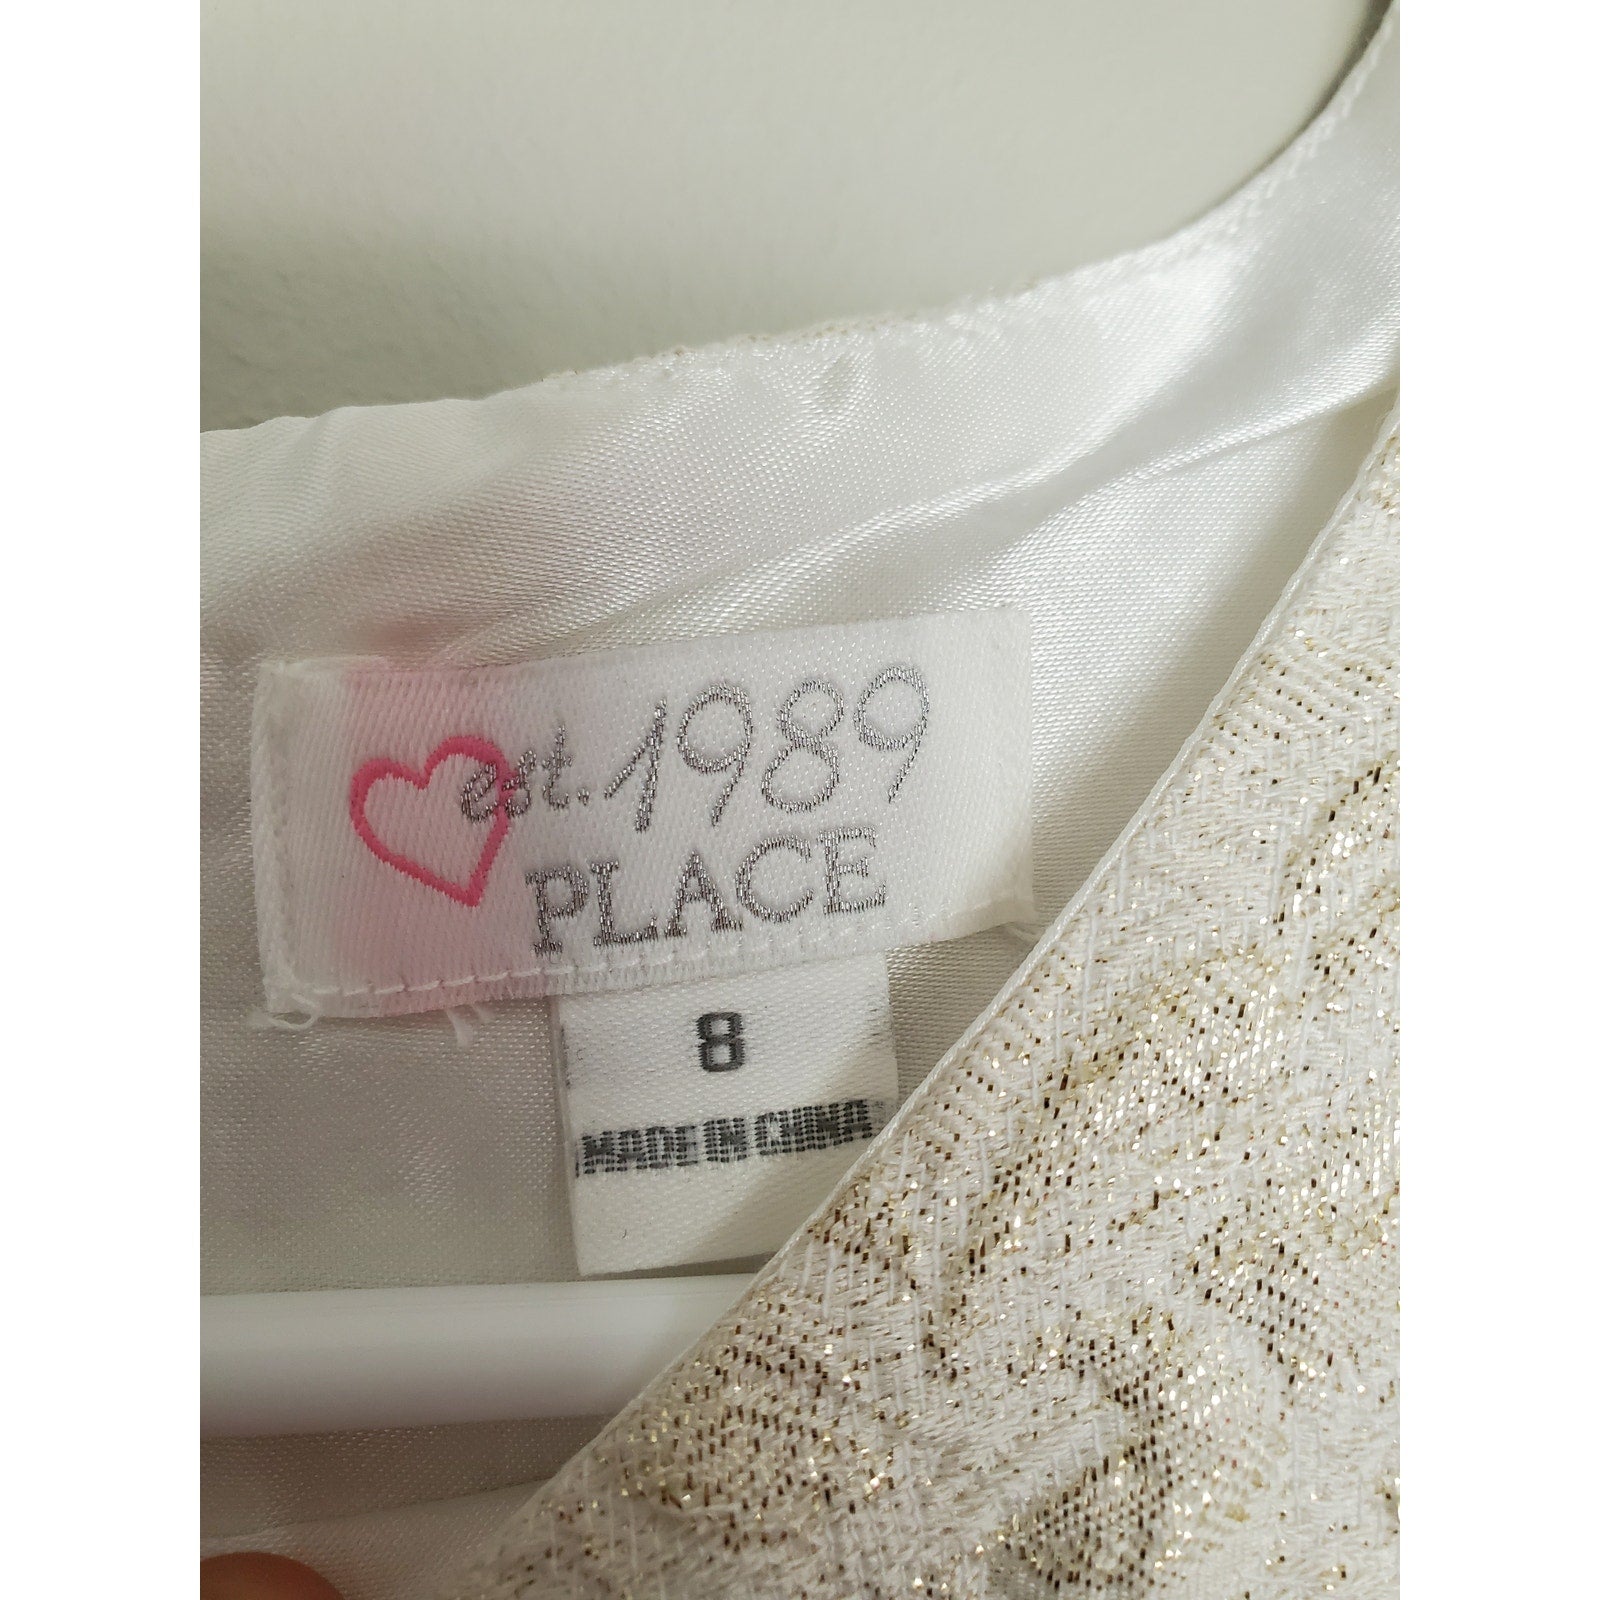 est. 1989
PLACE
8
MADE IN CHINA